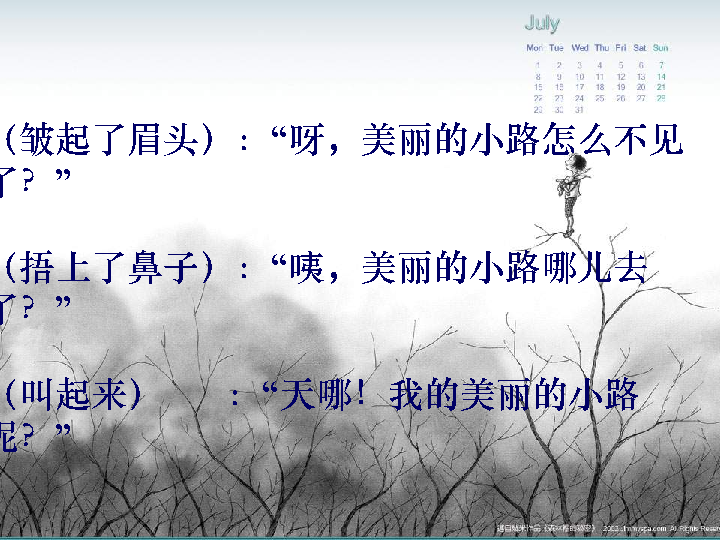 July
Mon Tue Wed Thu Fri Sat Sun
1 2 3 4 5 6 7
8 9 10 11 12 13 14
15 16 17 18 19 20 21
22 23 24 25 26 27 28
29 30 31
（皱起了眉头）：“呀，美丽的小路怎么不见
了？”
（捂上了鼻子）：“咦，美丽的小路哪儿去
了？”
（叫起来）　　：“天哪！我的美丽的小路
呢？”